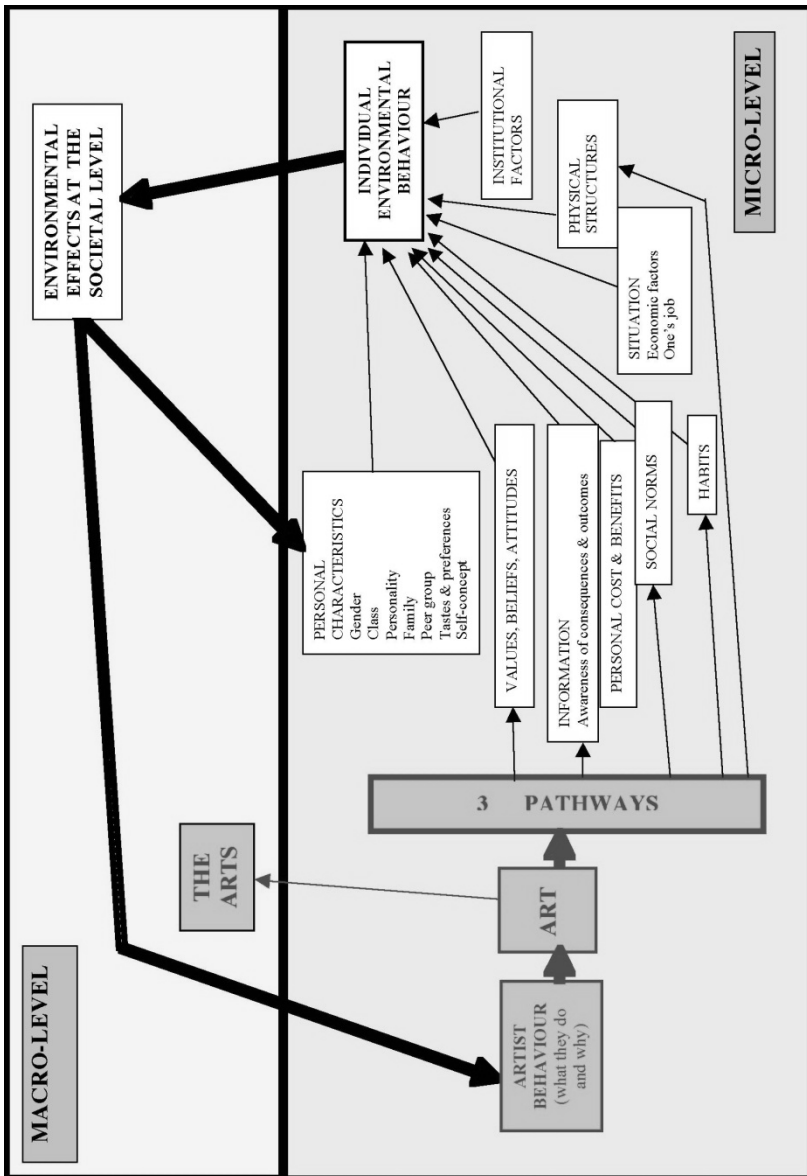 MACRO-LEVEL
THE
ARTS
ENVIRONMENTAL
EFFECTS AT THE
SOCIETAL LEVEL
ARTIST
BEHAVIOUR
(what they do
and why)
ART
3 PATHWAYS
PERSONAL
CHARACTERISTICS
Gender
Class
Personality
Family
Peer group
Tastes & preferences
Self-concept
VALUES, BELIEFS, ATTITUDES
INFORMATION
Awareness of consequences & outcomes
PERSONAL COST & BENEFITS
SOCIAL NORMS
HABITS
SITUATION
Economic factors
One's job
PHYSICAL
STRUCTURES
INSTITUTIONAL
FACTORS
INDIVIDUAL
ENVIRONMENTAL
BEHAVIOUR
MICRO-LEVEL